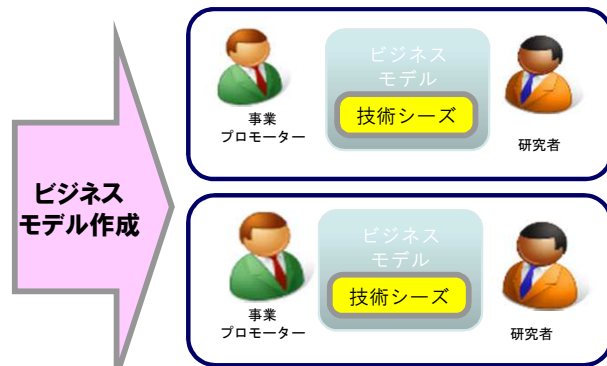 ビジネス
モデル作成
ビジネス
モデル
技術シーズ
事業
プロモーター
研究者
ビジネス
モデル
技術シーズ
事業
プロモーター
研究者